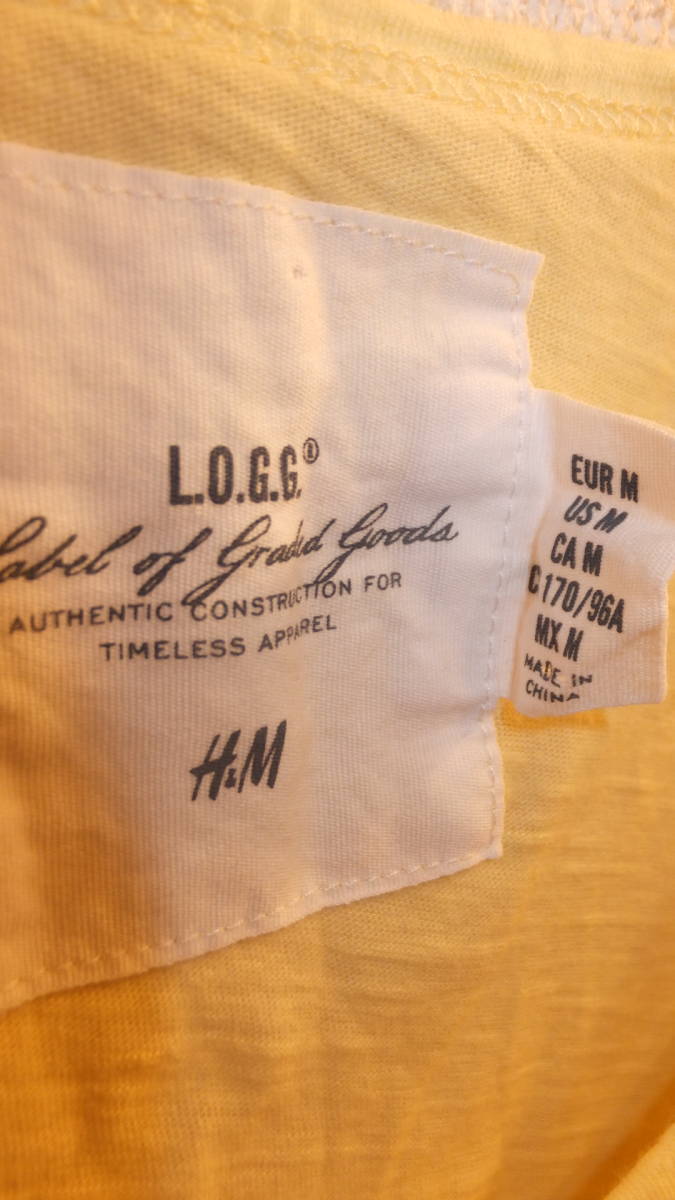 L.O.G.G.®
Label of Graded Goods
AUTHENTIC CONSTRUCTION FOR
TIMELESS APPAREL
H&M
EUR M
US M
CA M
C 170/96A
MX M
MADE IN
CHINA